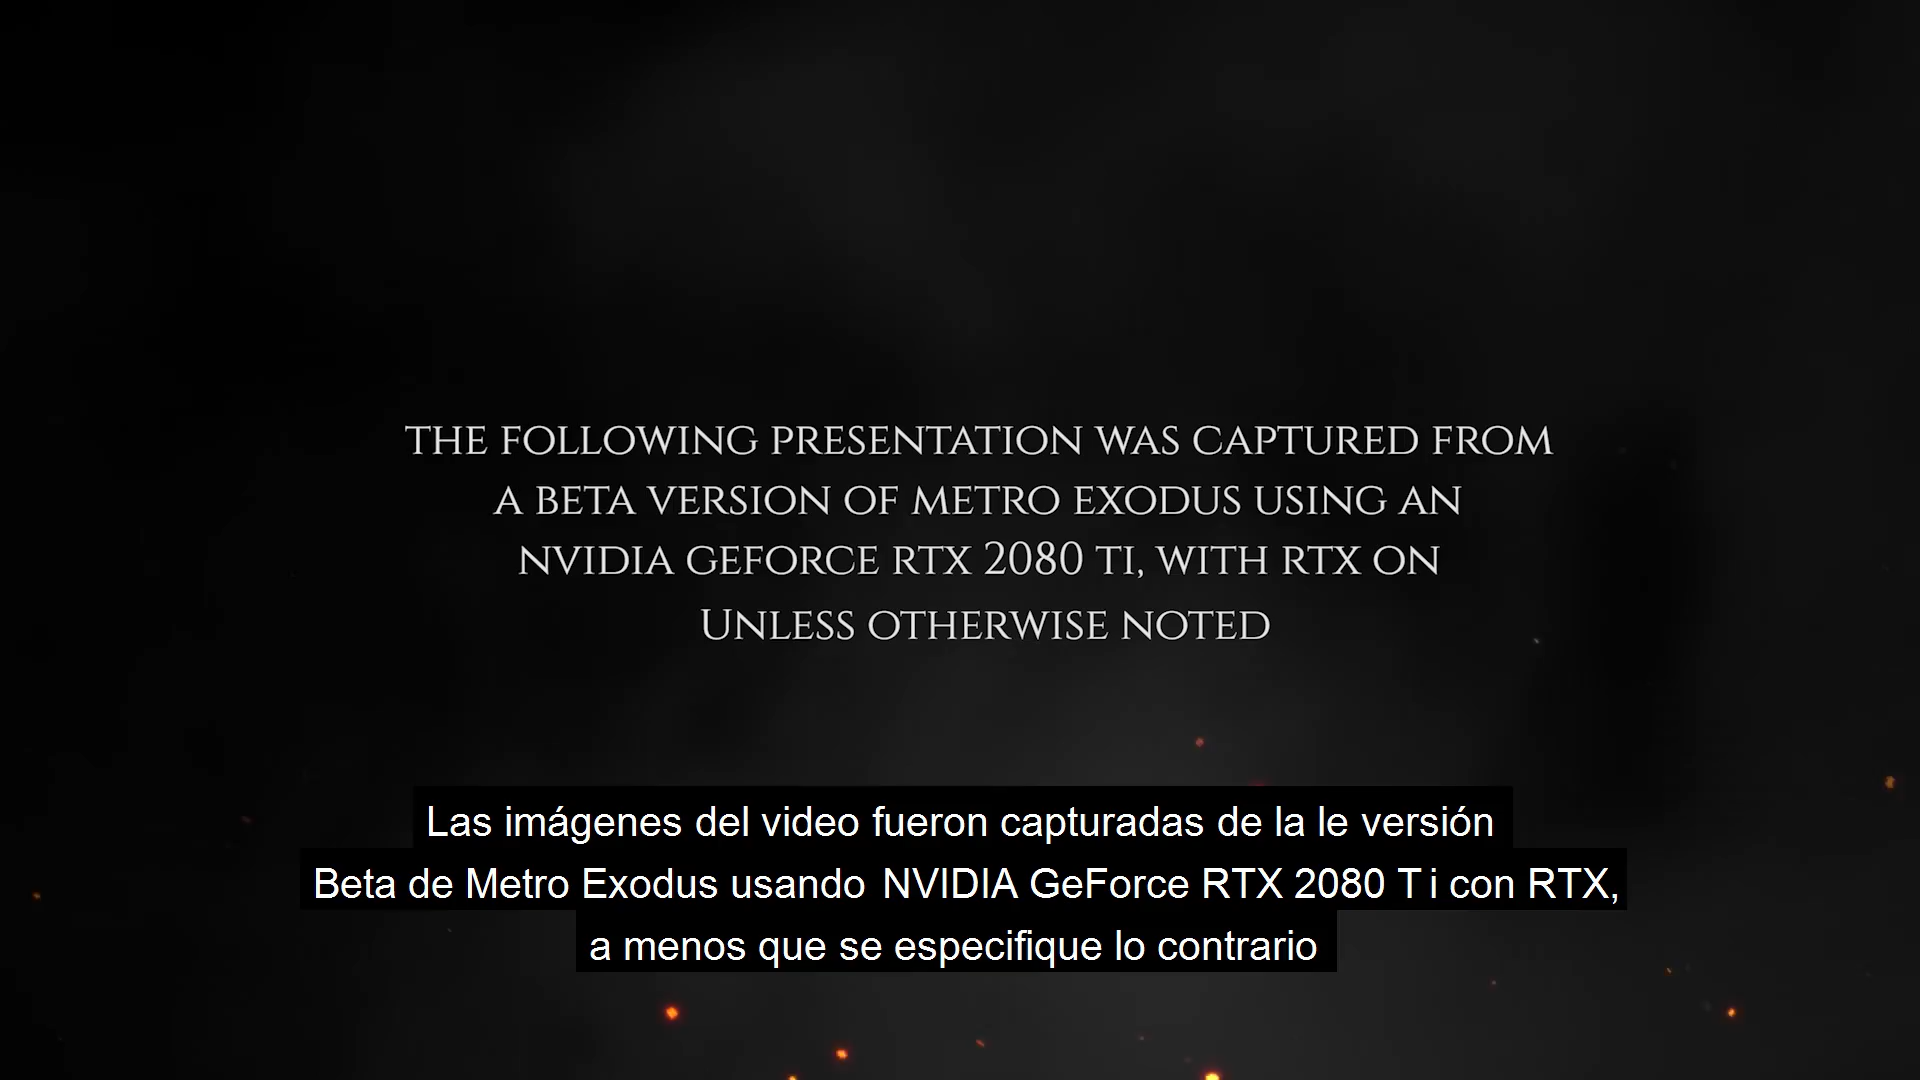 THE FOLLOWING PRESENTATION WAS CAPTURED FROM
A BETA VERSION OF METRO EXODUS USING AN
NVIDIA GEFORCE RTX 2080 TI, WITH RTX ON
UNLESS OTHERWISE NOTED
Las imágenes del video fueron capturadas de la le versión
Beta de Metro Exodus usando NVIDIA GeForce RTX 2080 Ti con RTX,
a menos que se especifique lo contrario